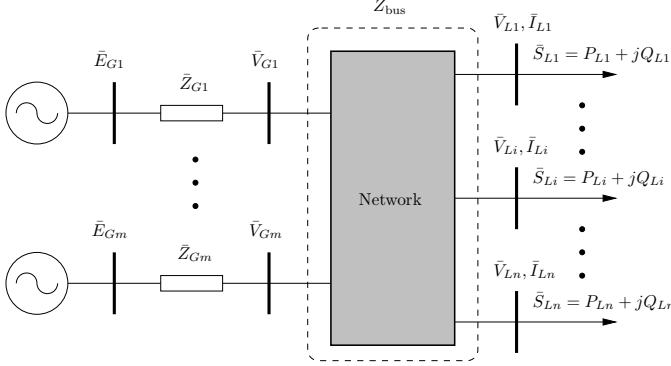 Z_bus
V̄_L1, Ī_L1
Ē_G1
Z̄_G1
V̄_G1
S̄_L1 = P_L1 + jQ_L1
V̄_Li, Ī_Li
S̄_Li = P_Li + jQ_Li
Network
Ē_Gm
Z̄_Gm
V̄_Gm
V̄_Ln, Ī_Ln
S̄_Ln = P_Ln + jQ_Ln